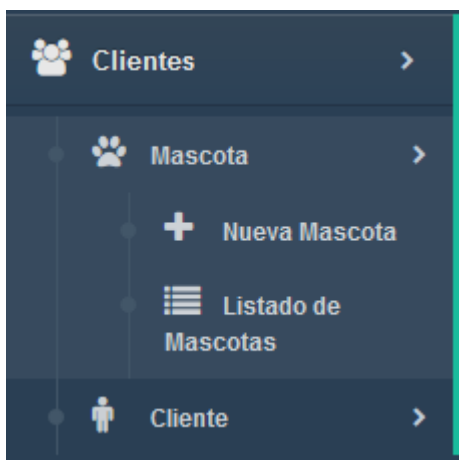 Clientes
Mascota
Nueva Mascota
Listado de
Mascotas
Cliente